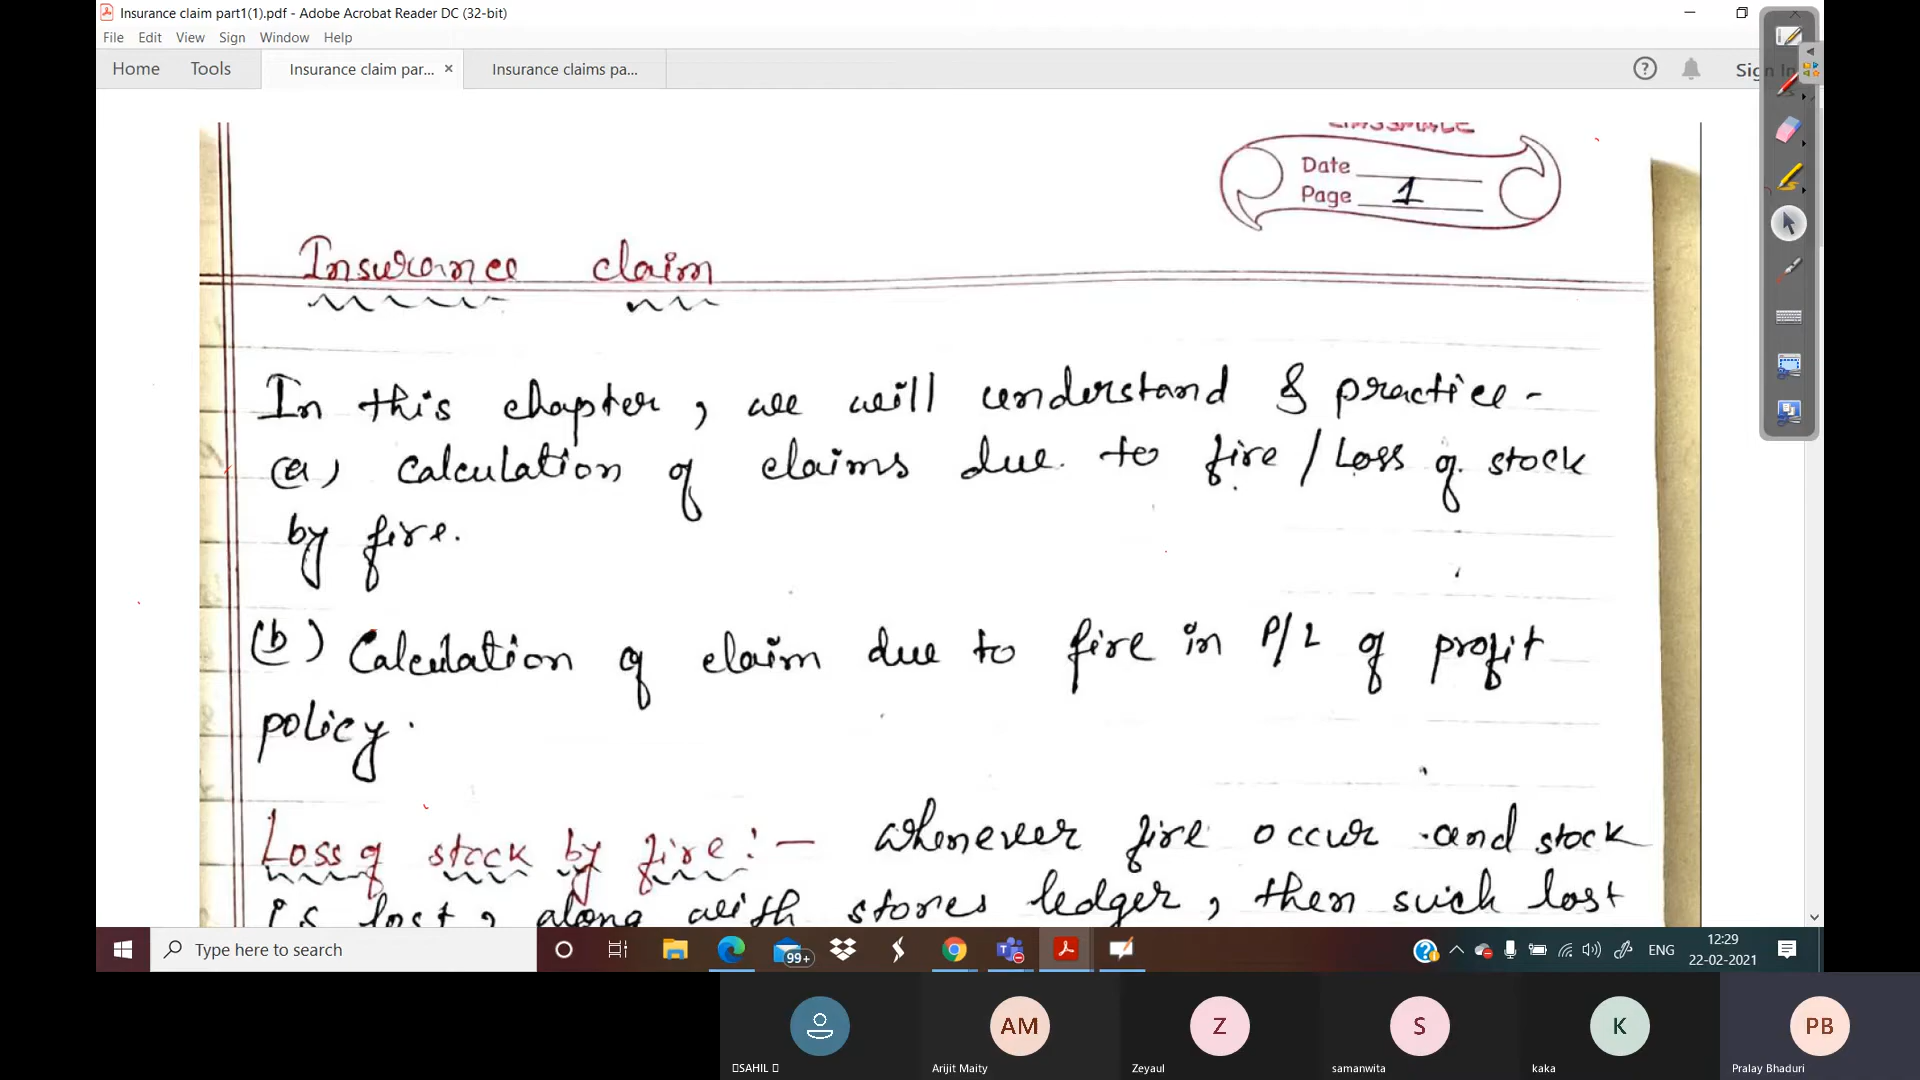 Insurance claim part1(1).pdf - Adobe Acrobat Reader DC (32-bit)
File Edit View Sign Window Help
Home Tools Insurance claim par... × Insurance claims pa... Sign In
Date
Page 1
Insurance claim
In this chapter, we will understand & practice -
(a) Calculation of claims due to fire / Loss of stock
by fire.
(b) Calculation of claim due to fire in P/L of profit
policy.
Loss of stock by fire :- Whenever fire occur and stock
is lost, along with stores ledger, then such lost
Type here to search
99+
ENG
12:29
22-02-2021
AM Z S K PB
SAHIL Arijit Maity Zeyaul samanwita kaka Pralay Bhaduri